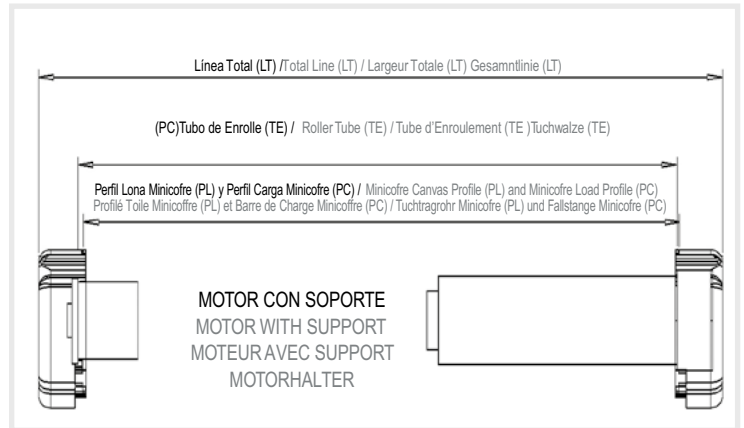 Línea Total (LT) /Total Line (LT) / Largeur Totale (LT) Gesamntlinie (LT)
(PC)Tubo de Enrolle (TE) / Roller Tube (TE) / Tube d'Enroulement (TE )Tuchwalze (TE)
Perfil Lona Minicofre (PL) y Perfil Carga Minicofre (PC) / Minicofre Canvas Profile (PL) and Minicofre Load Profile (PC)
Profilé Toile Minicoffre (PL) et Barre de Charge Minicoffre (PC) / Tuchtragrohr Minicofre (PL) und Fallstange Minicofre (PC)
MOTOR CON SOPORTE
MOTOR WITH SUPPORT
MOTEUR AVEC SUPPORT
MOTORHALTER